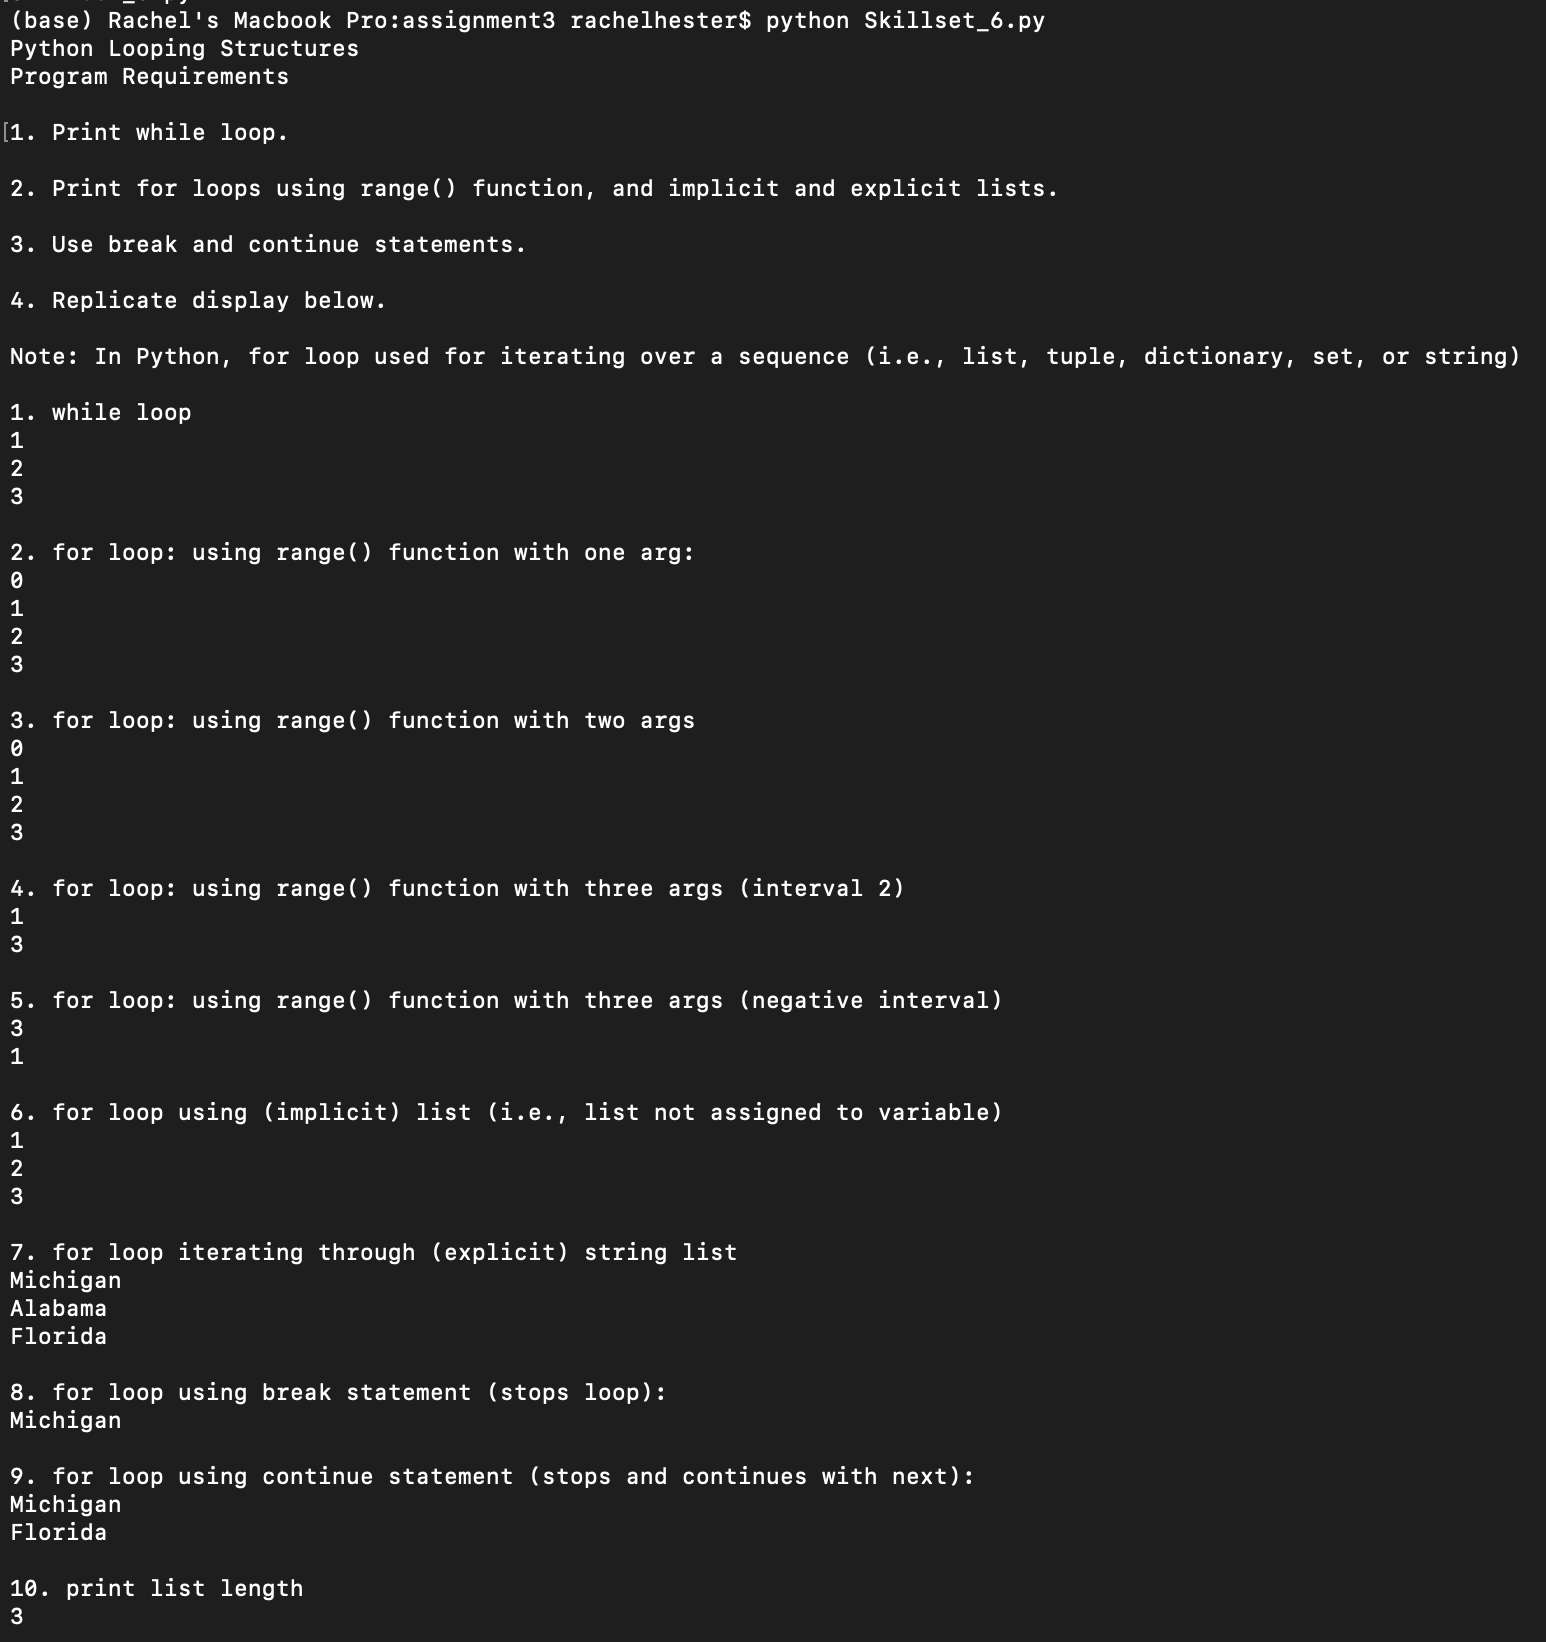 (base) Rachel's Macbook Pro:assignment3 rachelhester$ python Skillset_6.py
Python Looping Structures
Program Requirements
[1. Print while loop.
2. Print for loops using range() function, and implicit and explicit lists.
3. Use break and continue statements.
4. Replicate display below.
Note: In Python, for loop used for iterating over a sequence (i.e., list, tuple, dictionary, set, or string)
1. while loop
1
2
3
2. for loop: using range() function with one arg:
0
1
2
3
3. for loop: using range() function with two args
0
1
2
3
4. for loop: using range() function with three args (interval 2)
1
3
5. for loop: using range() function with three args (negative interval)
3
1
6. for loop using (implicit) list (i.e., list not assigned to variable)
1
2
3
7. for loop iterating through (explicit) string list
Michigan
Alabama
Florida
8. for loop using break statement (stops loop):
Michigan
9. for loop using continue statement (stops and continues with next):
Michigan
Florida
10. print list length
3